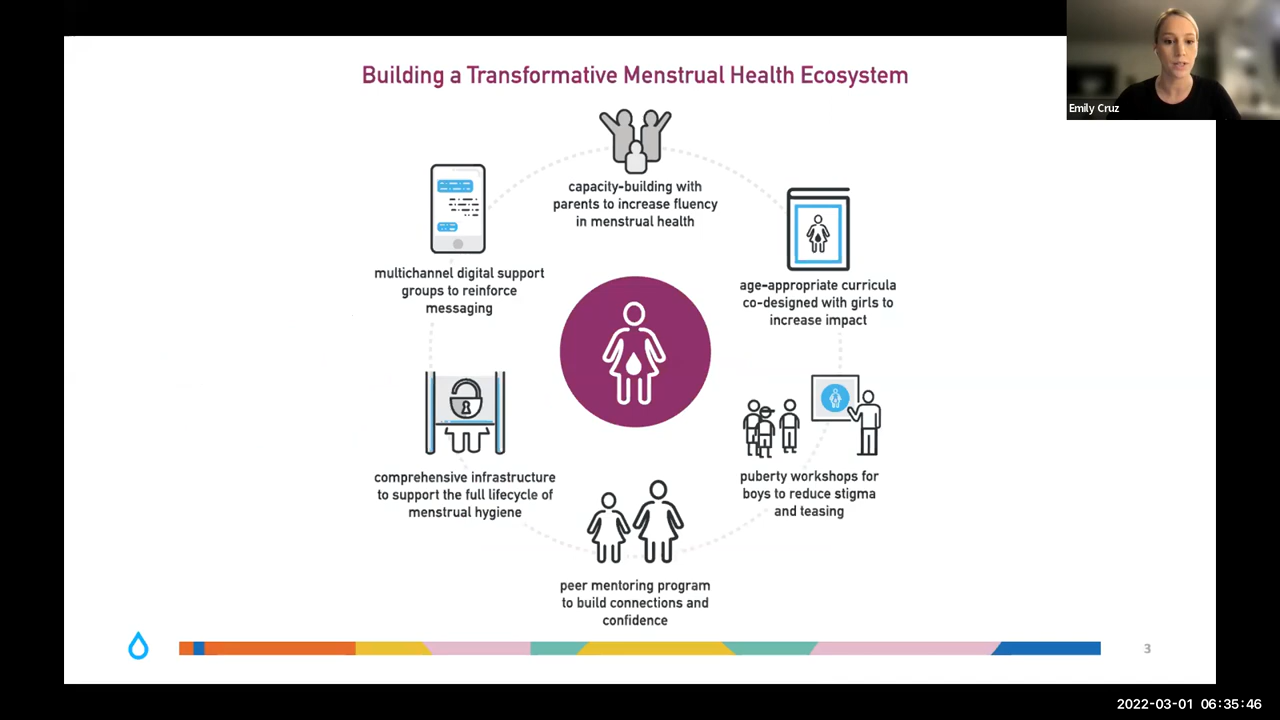 Building a Transformative Menstrual Health Ecosystem
Emily Cruz
capacity-building with
parents to increase fluency
in menstrual health
multichannel digital support
groups to reinforce
messaging
age-appropriate curricula
co-designed with girls to
increase impact
comprehensive infrastructure
to support the full lifecycle of
menstrual hygiene
puberty workshops for
boys to reduce stigma
and teasing
peer mentoring program
to build connections and
confidence
3
2022-03-01 06:35:46